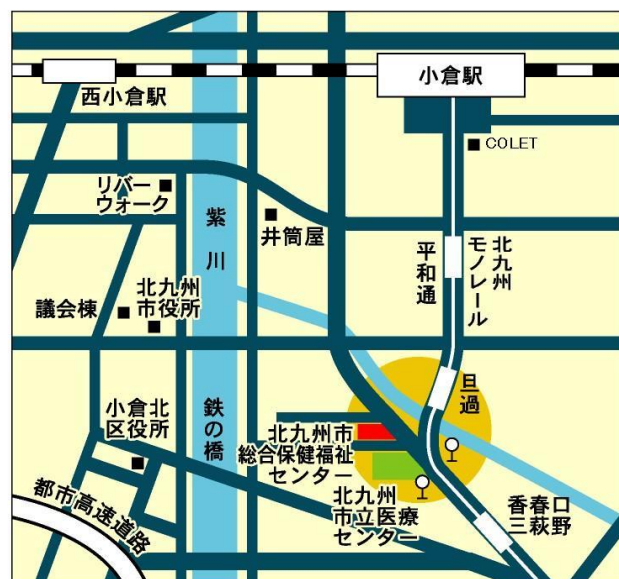 小倉駅
西小倉駅
COLET
リバー
ウォーク
紫川
井筒屋
平和通
北九州
モノレール
議会棟
北九州
市役所
旦過
小倉北
区役所
鉄の橋
北九州市
総合保健福祉
センター
北九州
市立医療
センター
香春口
三萩野
都市高速道路